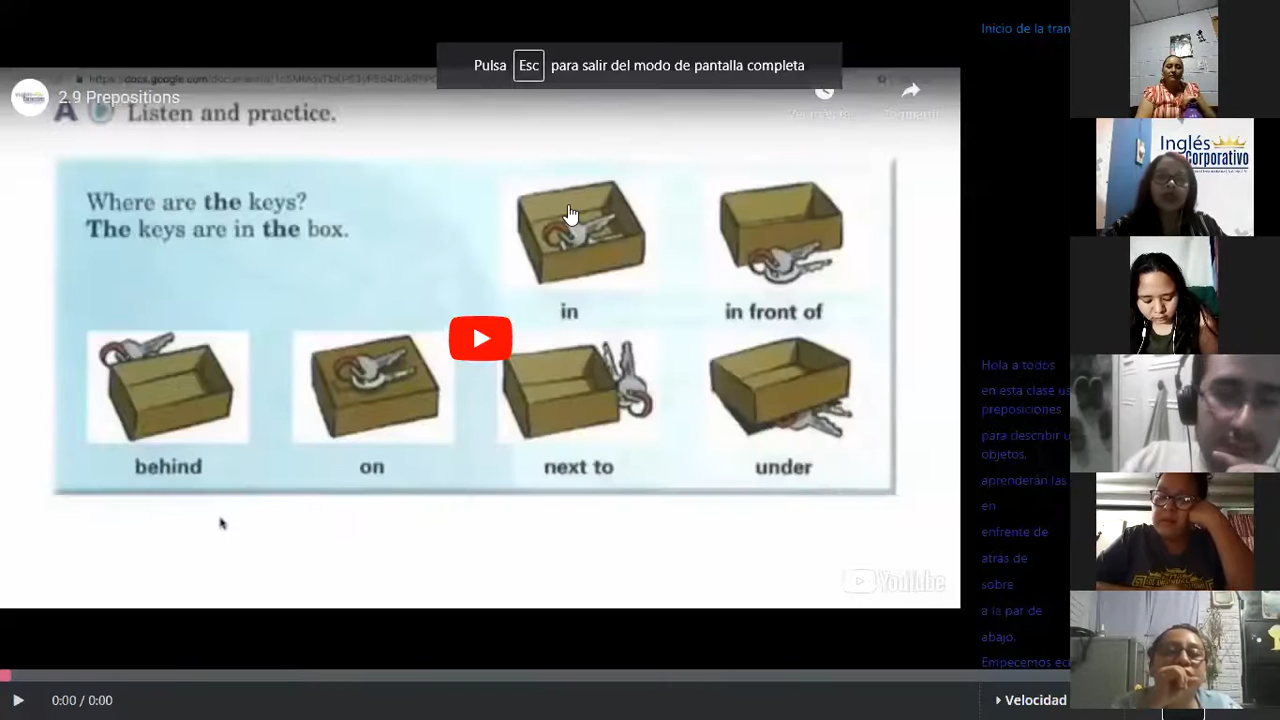 Inicio de la tran
Pulsa Esc para salir del modo de pantalla completa
2.9 Prepositions
A Listen and practice.
Where are the keys?
The keys are in the box.
in
in front of
behind
on
next to
under
YouTube
Hola a todos
en esta clase us
preposiciones
para describir u
objetos,
aprenderán las
en
enfrente de
atrás de
sobre
a la par de
abajo.
Empecemos
0:00 / 0:00
Velocidad
Inglés
Corporativo